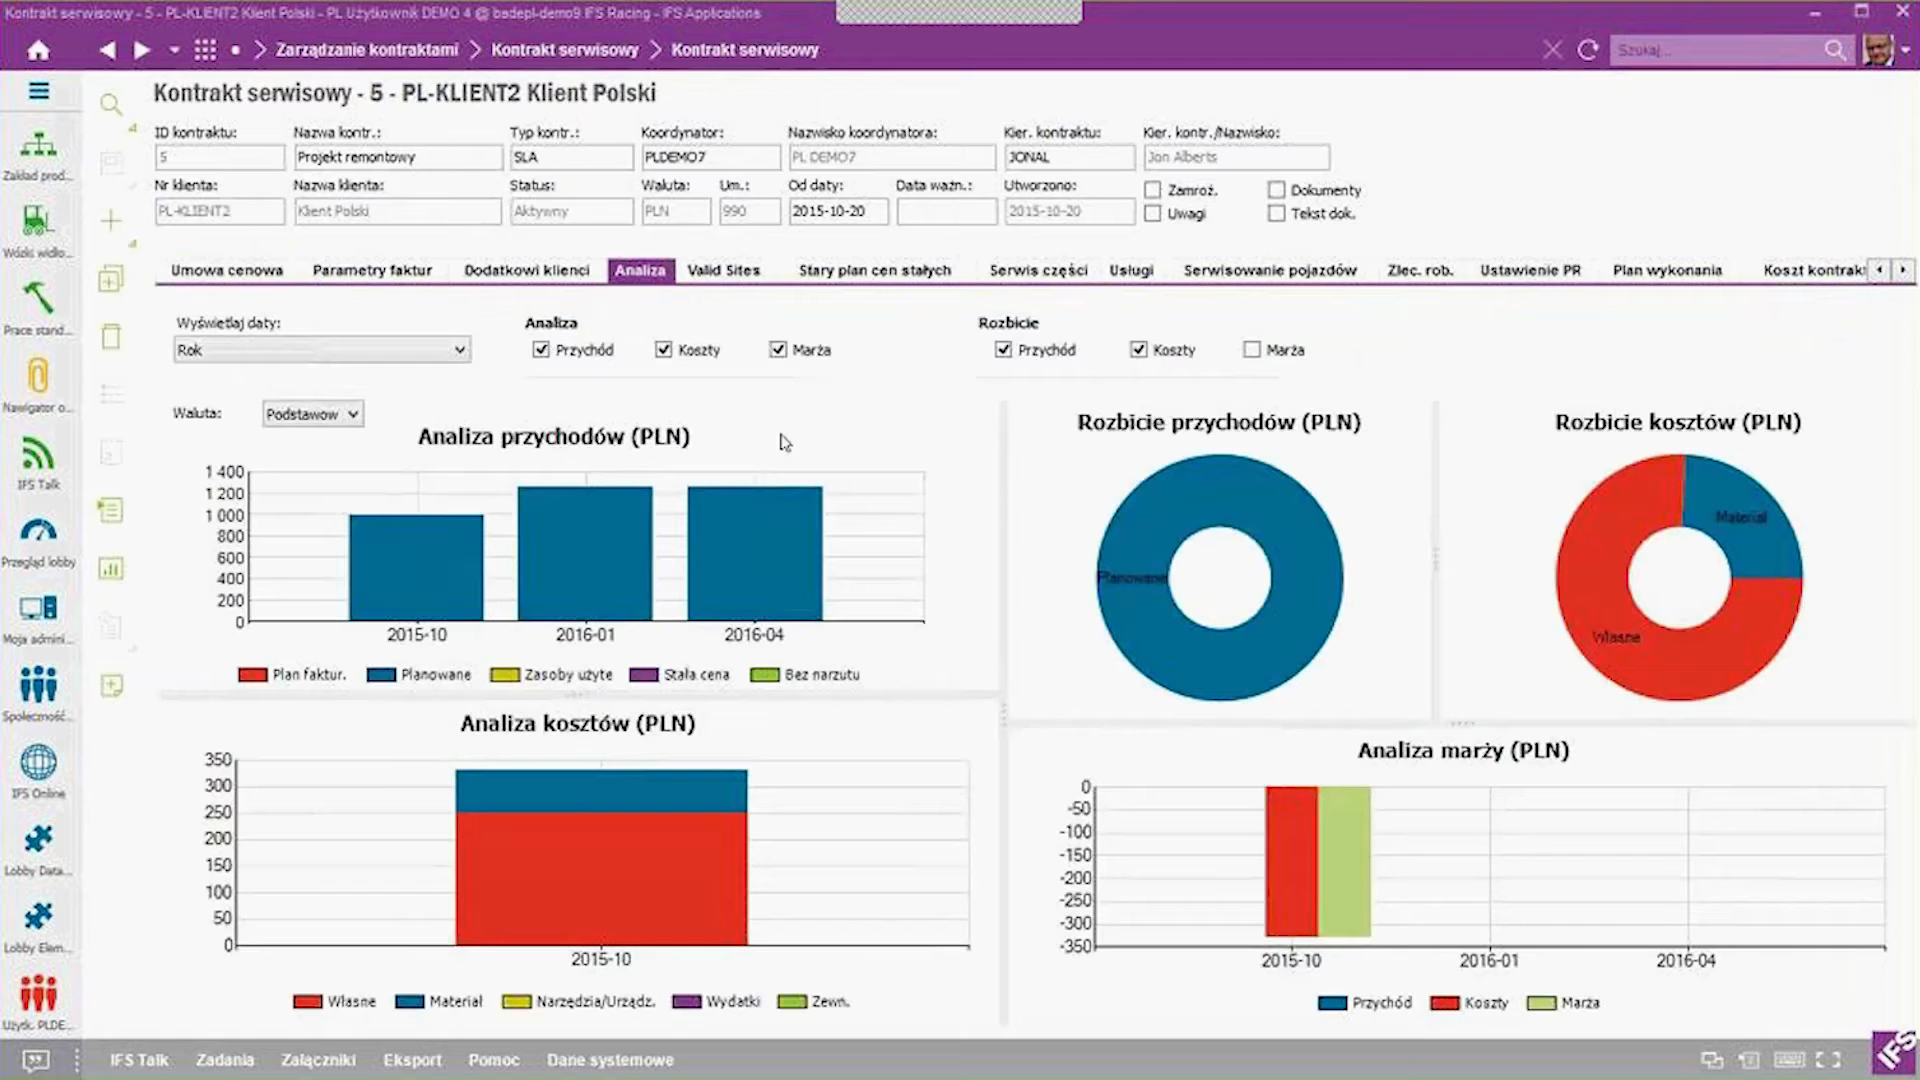 Kontrakt serwisowy - 5 - PL-KLIENT2 Klient Polski - PL Użytkownik DEMO 4 @ badepl-demo9 IFS Racing - IFS Applications
Zarządzanie kontraktami
Kontrakt serwisowy
Kontrakt serwisowy
Szukaj...
Kontrakt serwisowy - 5 - PL-KLIENT2 Klient Polski
ID kontraktu: Nazwa kontr.: Typ kontr.: Koordynator: Nazwisko koordynatora: Kier. kontraktu: Kier. kontr./Nazwisko:
5 Projekt remontowy SLA PLDEMO7 PL DEMO7 JONAL Jon Alberts
Nr klienta: Nazwa klienta: Status: Waluta: Um.: Od daty: Data ważn.: Utworzono:
PL-KLIENT2 Klient Polski Aktywny PLN 990 2015-10-20 2015-10-20
Zamroż. Dokumenty
Uwagi Tekst dok.
Umowa cenowa Parametry faktur Dodatkowi klienci Analiza Valid Sites Stary plan cen stałych Serwis części Usługi Serwisowanie pojazdów Zlec. rob. Ustawienie PR Plan wykonania Koszt kontrak
Wyświetlaj daty:
Rok
Analiza
Przychód Koszty Marża
Rozbicie
Przychód Koszty Marża
Waluta: Podstawow
Analiza przychodów (PLN)
1 400
1 200
1 000
800
600
400
200
0
2015-10 2016-01 2016-04
Plan faktur. Planowane Zasoby użyte Stała cena Bez narzutu
Rozbicie przychodów (PLN)
Planowane
Rozbicie kosztów (PLN)
Materiał
Własne
Analiza kosztów (PLN)
350
300
250
200
150
100
50
0
2015-10
Własne Materiał Narzędzia/Urządz. Wydatki Zewn.
Analiza marży (PLN)
0
-50
-100
-150
-200
-250
-300
-350
2015-10 2016-01 2016-04
Przychód Koszty Marża
Zakład prod...
Wózki widło...
Prace stand...
Nawigator o...
IFS Talk
Przegląd lobby
Moja admini...
Społeczność...
IFS Online
Lobby Data...
Lobby Elem...
Użytk. PLDE...
IFS Talk Zadania Załączniki Eksport Pomoc Dane systemowe
IFS